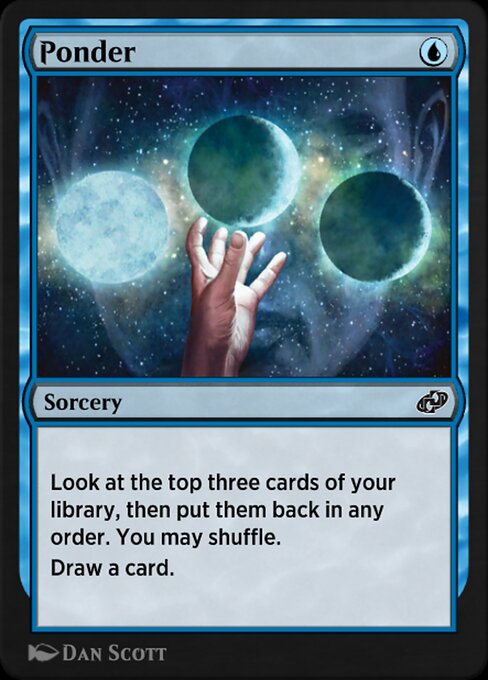 Ponder
Sorcery
Look at the top three cards of your
library, then put them back in any
order. You may shuffle.
Draw a card.
Dan Scott